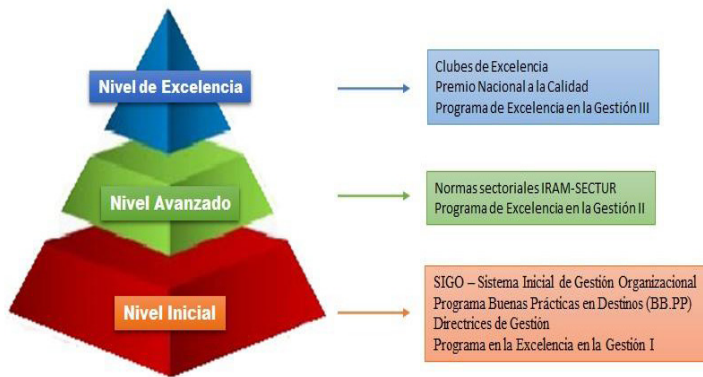 Nivel de Excelencia
Clubes de Excelencia
Premio Nacional a la Calidad
Programa de Excelencia en la Gestión III
Nivel Avanzado
Normas sectoriales IRAM-SECTUR
Programa de Excelencia en la Gestión II
Nivel Inicial
SIGO – Sistema Inicial de Gestión Organizacional
Programa Buenas Prácticas en Destinos (BB.PP)
Directrices de Gestión
Programa en la Excelencia en la Gestión I